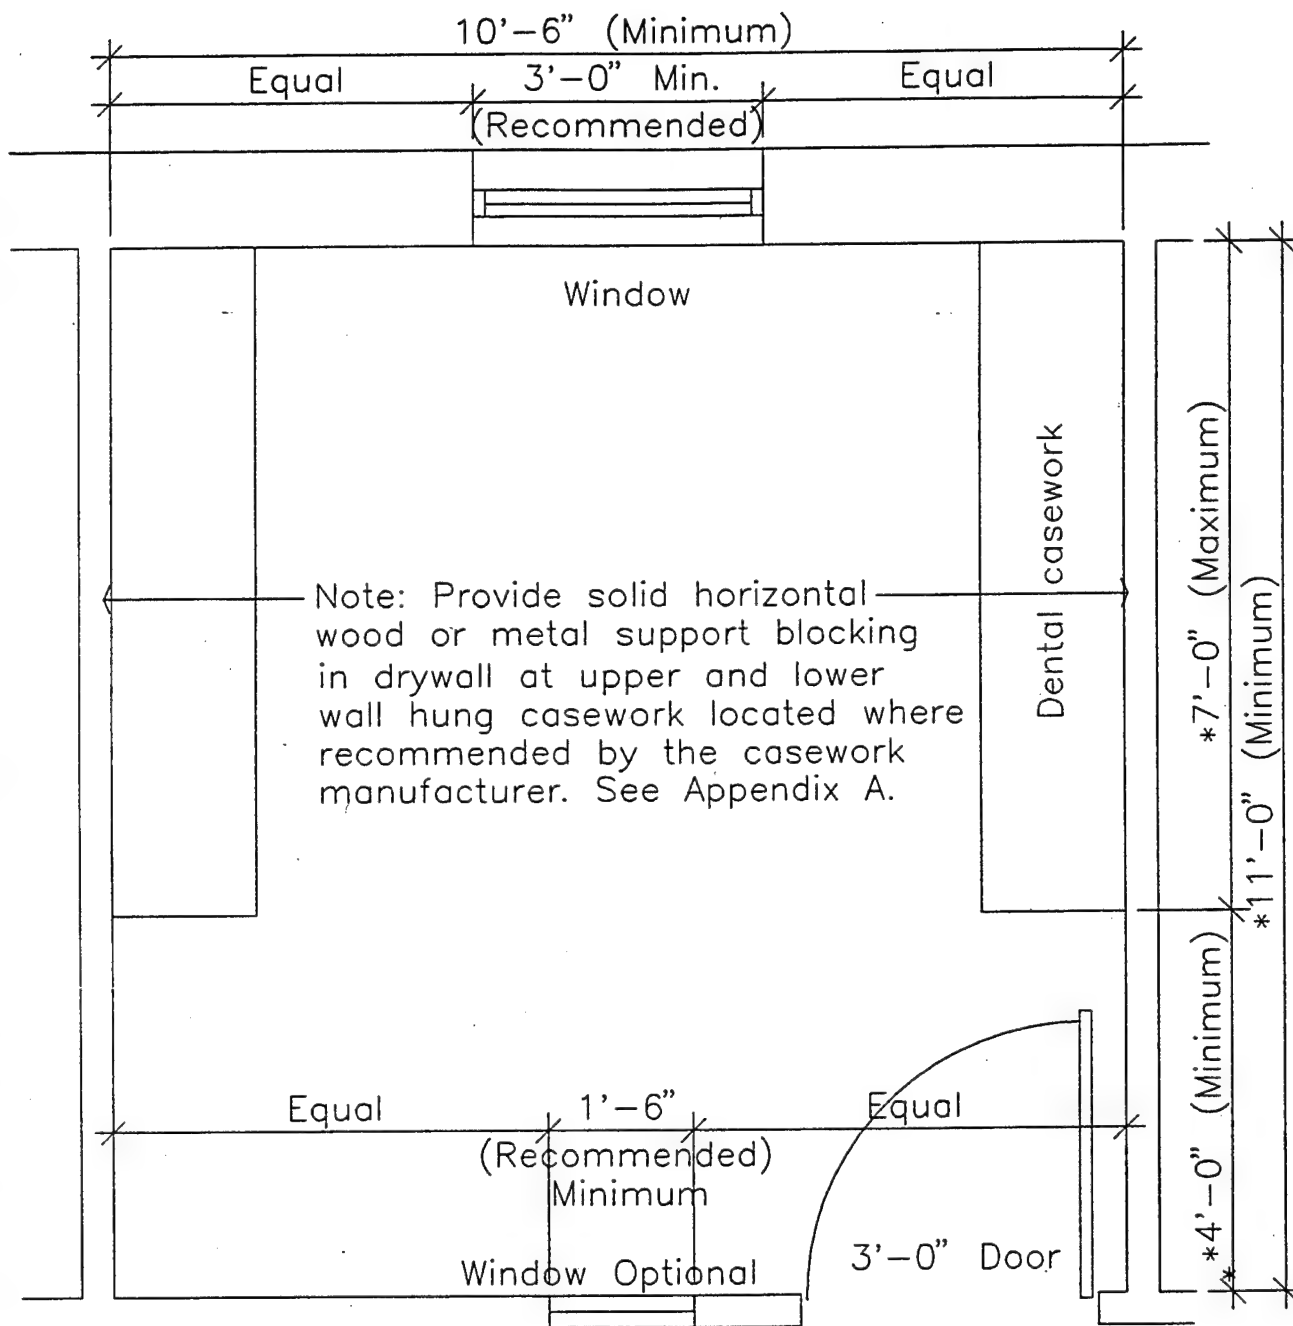 10'-6" (Minimum)
Equal 3'-0" Min. Equal
(Recommended)
Window
Dental casework
*7'-0" (Maximum)
*11'-0" (Minimum)
Note: Provide solid horizontal
wood or metal support blocking
in drywall at upper and lower
wall hung casework located where
recommended by the casework
manufacturer. See Appendix A.
*4'-0" (Minimum)
*
Equal 1'-6" Equal
(Recommended)
Minimum
3'-0" Door
Window Optional